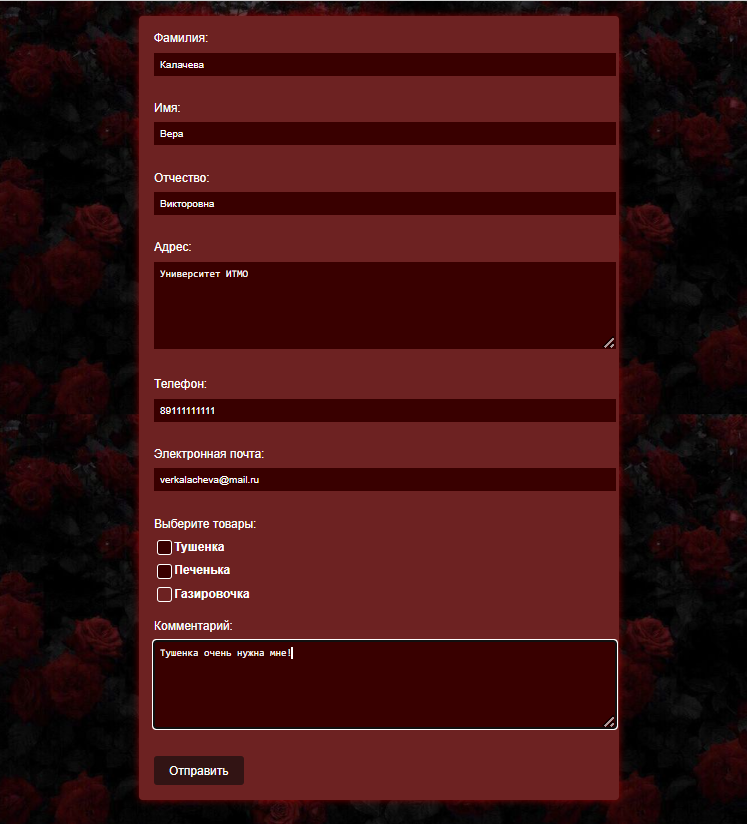 Фамилия:
Калачева
Имя:
Вера
Отчество:
Викторовна
Адрес:
Университет ИТМО
Телефон:
89111111111
Электронная почта:
verkalacheva@mail.ru
Выберите товары:
Тушенка
Печенька
Газировочка
Комментарий:
Тушенка очень нужна мне!
Отправить